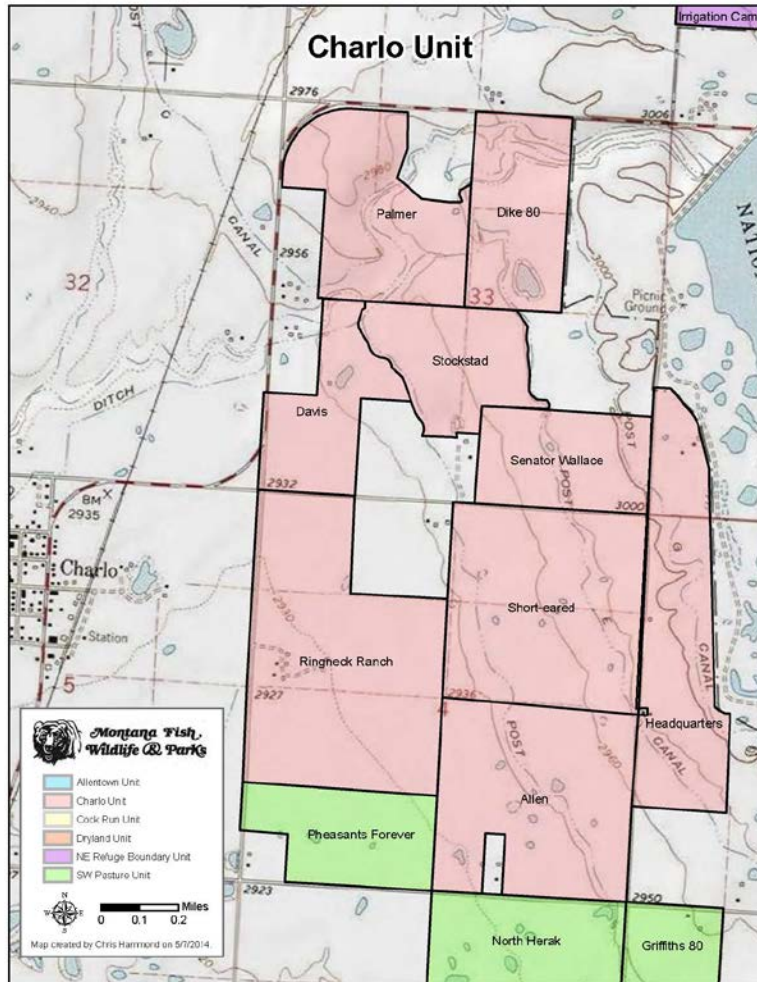 Charlo Unit
Irrigation Cam
2976
3006
2980
Palmer
Dike 80
NATIO
CANAL
2940
2956
3000
32
33
Picnic
Ground
Stockstad
DITCH
Davis
POST
Senator Wallace
2932
BM X
2935
3000
POST
Charlo
Short-eared
CANAL
Station
2930
Ringneck Ranch
5
2927
2936
4
Headquarters
POST
CANAL
2960
Allen
Pheasants Forever
2923
2950
North Herak
Griffiths 80
Montana Fish,
Wildlife & Parks
Allentown Unit
Charlo Unit
Cock Run Unit
Dryland Unit
NE Refuge Boundary Unit
SW Pasture Unit
N
W E
S
Miles
0 0.1 0.2
Map created by Chris Hammond on 5/7/2014.